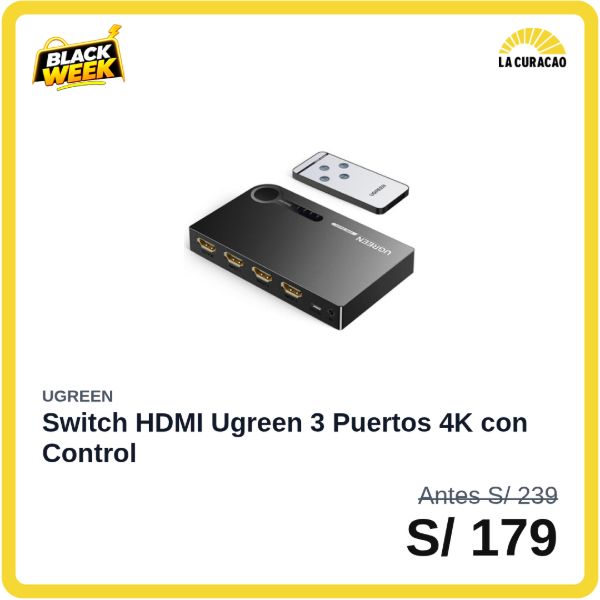 BLACK
WEEK
LA CURACAO
UGREEN
UGREEN
UGREEN
Switch HDMI Ugreen 3 Puertos 4K con
Control
Antes S/ 239
S/ 179